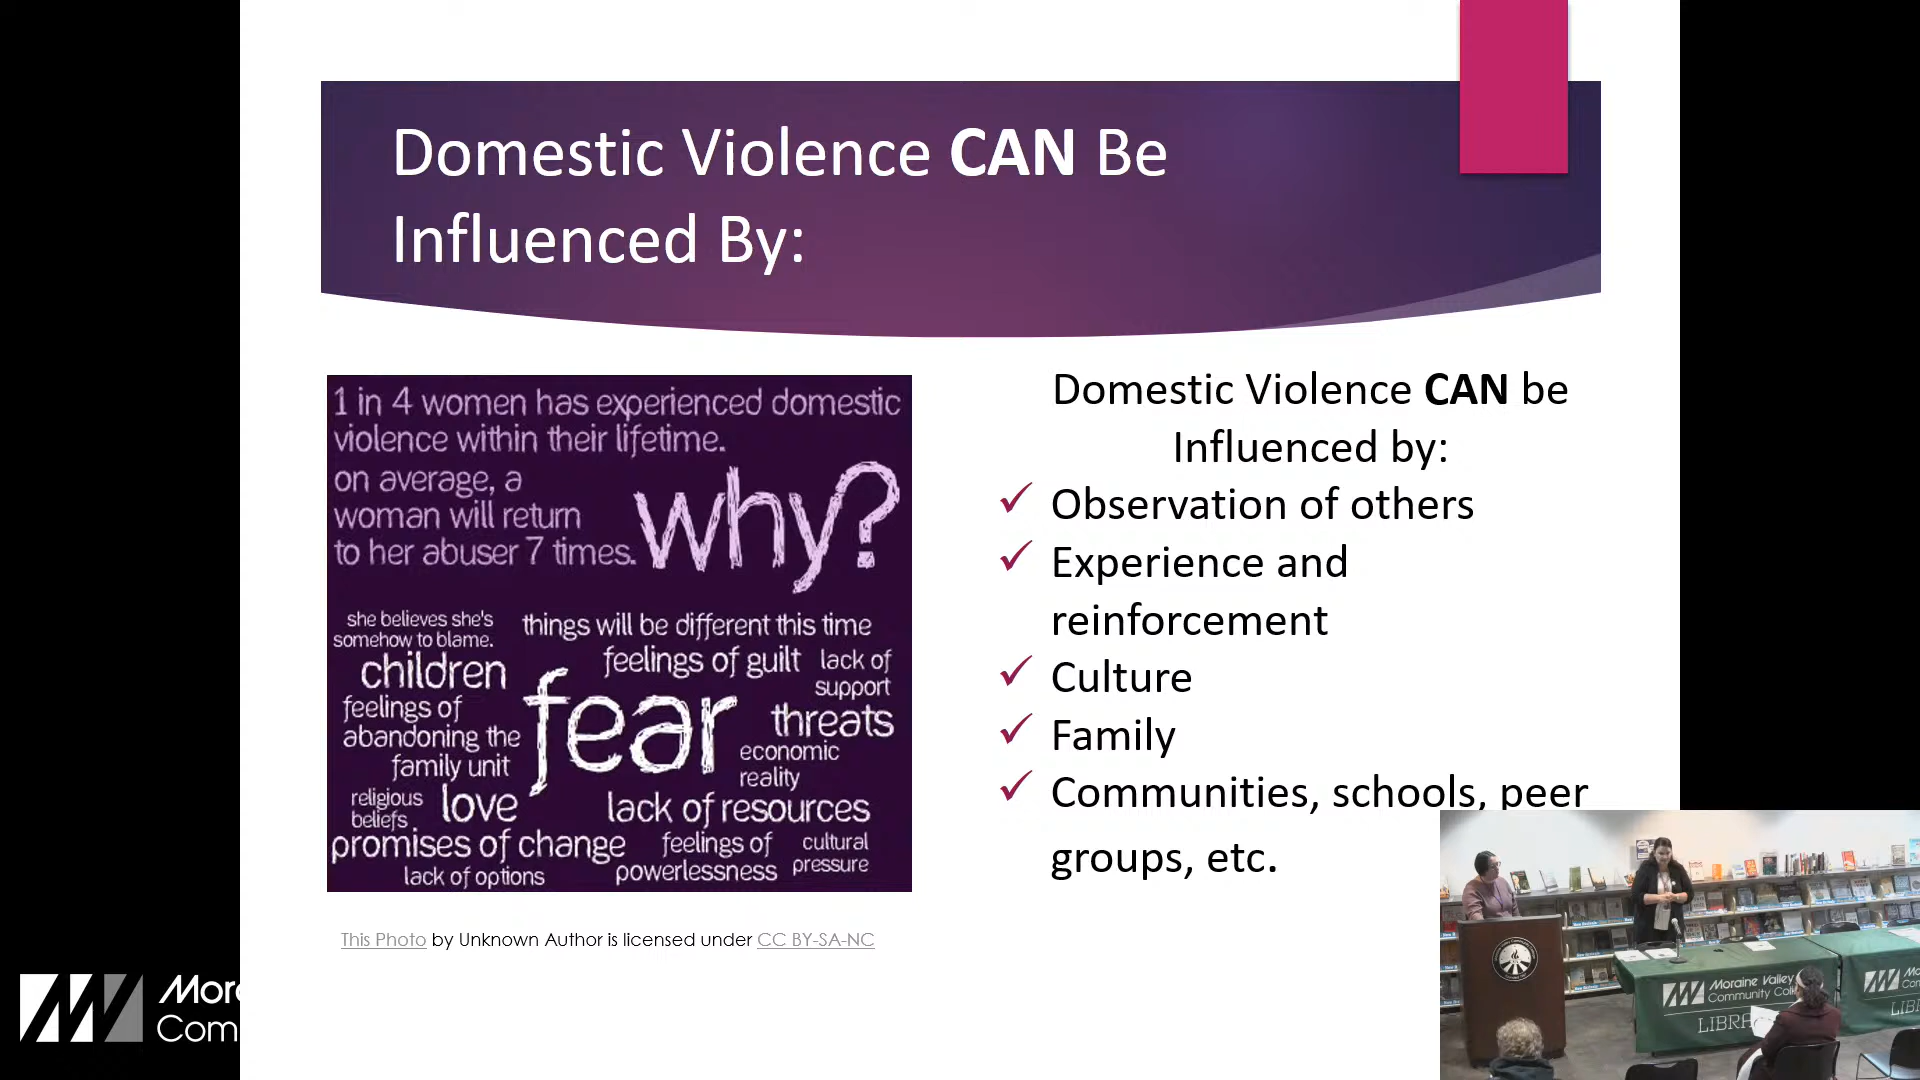 Domestic Violence CAN Be
Influenced By:
1 in 4 women has experienced domestic
violence within their lifetime.
on average, a
woman will return
to her abuser 7 times.
why?
she believes she's
somehow to blame.
things will be different this time
children
feelings of guilt
lack of
support
feelings of
abandoning the
family unit
fear
threats
economic
reality
religious
beliefs
love
lack of resources
promises of change
feelings of
powerlessness
cultural
pressure
lack of options
This Photo by Unknown Author is licensed under CC BY-SA-NC
Domestic Violence CAN be
Influenced by:
✓ Observation of others
✓ Experience and
reinforcement
✓ Culture
✓ Family
✓ Communities, schools, peer
groups, etc.
Mor
Com
Moraine Valley
Community Coll
LIBRA
LIB